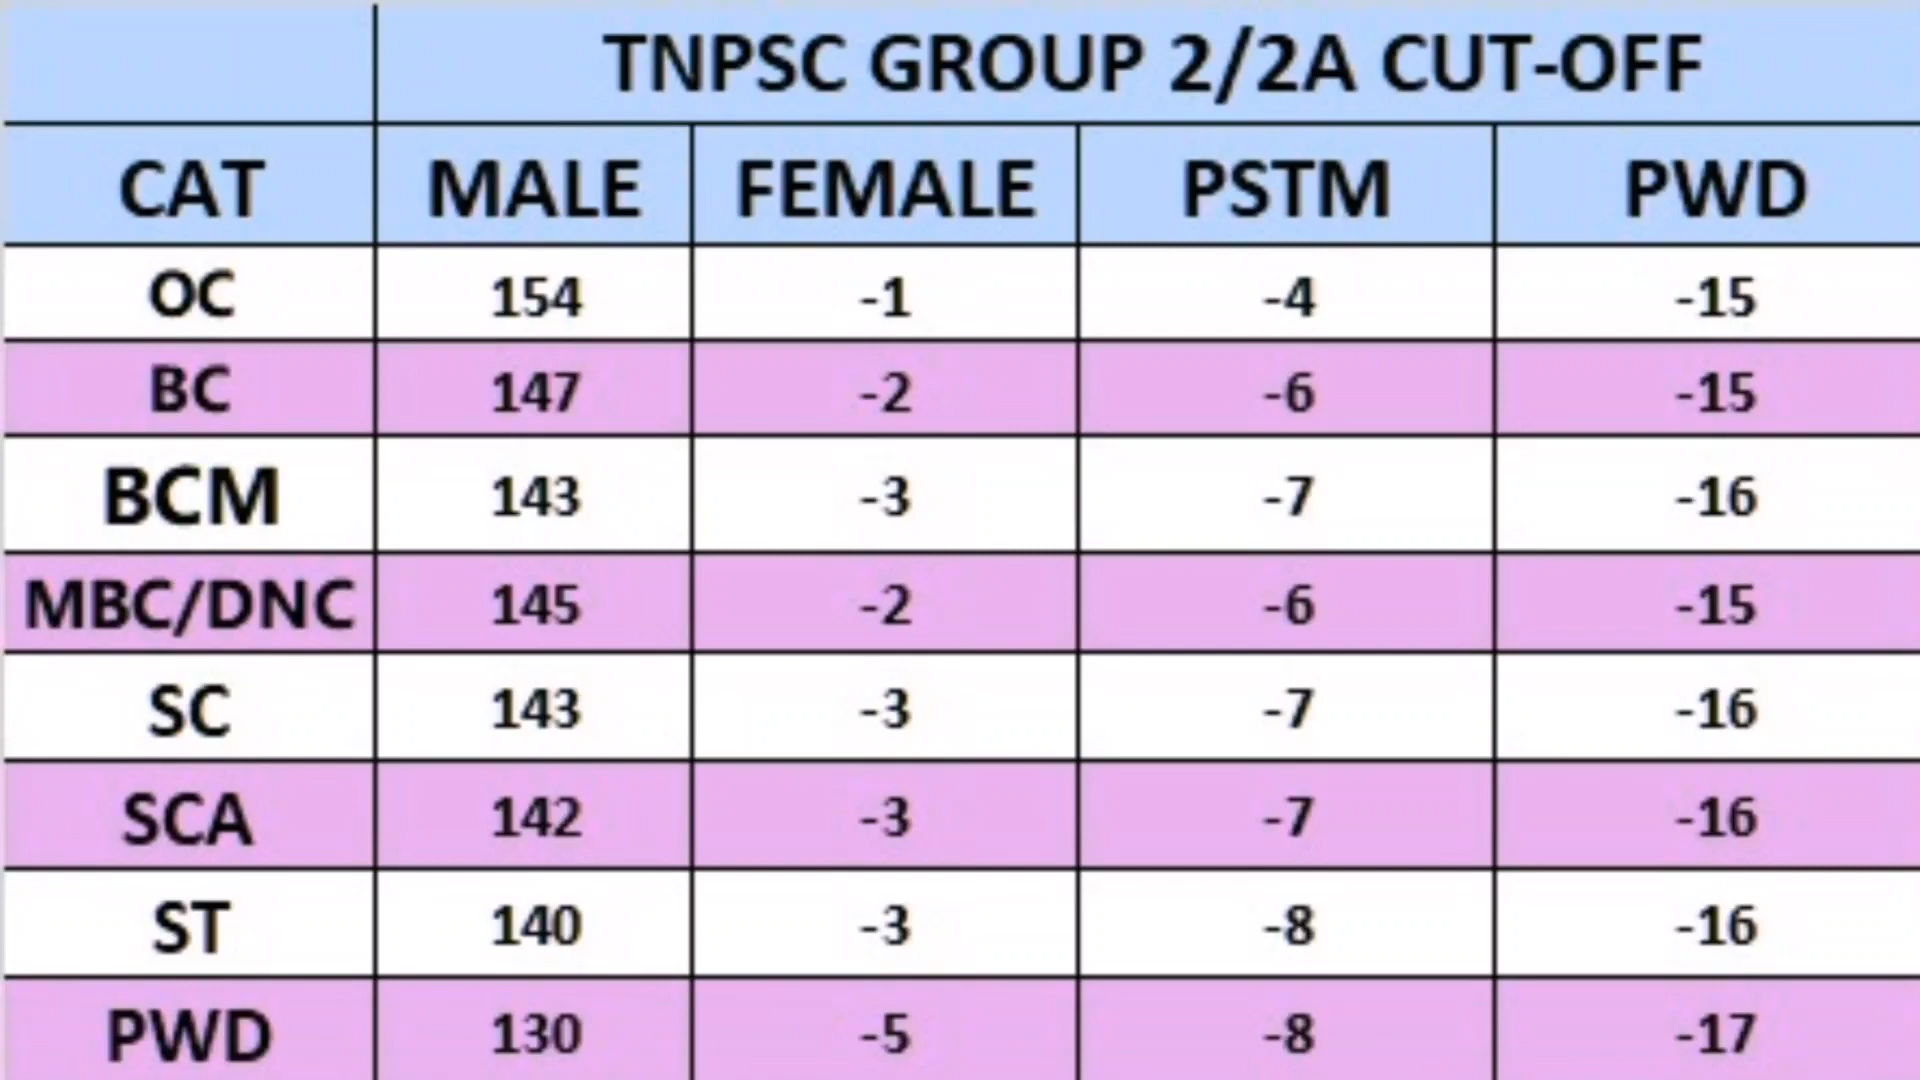 TNPSC GROUP 2/2A CUT-OFF
CAT MALE FEMALE PSTM PWD
OC 154 -1 -4 -15
BC 147 -2 -6 -15
BCM 143 -3 -7 -16
MBC/DNC 145 -2 -6 -15
SC 143 -3 -7 -16
SCA 142 -3 -7 -16
ST 140 -3 -8 -16
PWD 130 -5 -8 -17